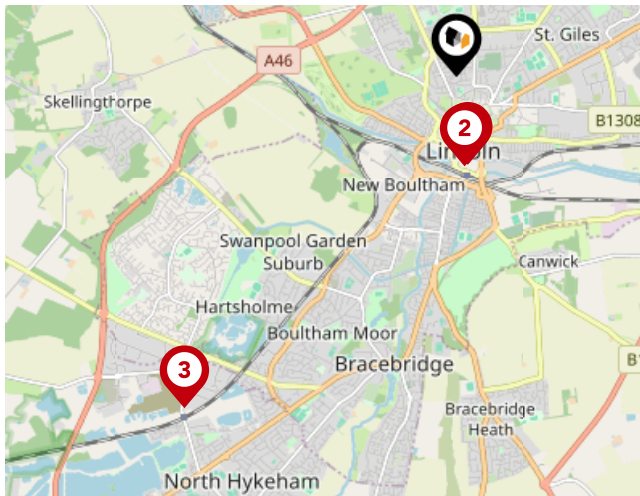 St. Giles
A46
Skellingthorpe
B1308
2
Lincoln
New Boultham
Swanpool Garden
Suburb
Canwick
Hartsholme
Boultham Moor
3
Bracebridge
B1
Bracebridge
Heath
North Hykeham